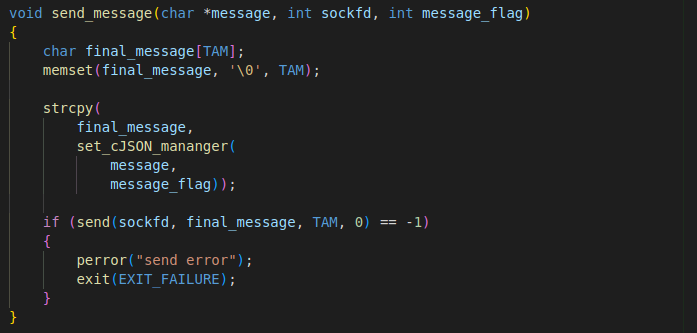 void send_message(char *message, int sockfd, int message_flag)
{
    char final_message[TAM];
    memset(final_message, '\0', TAM);

    strcpy(
        final_message,
        set_cJSON_mananger(
            message,
            message_flag));

    if (send(sockfd, final_message, TAM, 0) == -1)
    {
        perror("send error");
        exit(EXIT_FAILURE);
    }
}